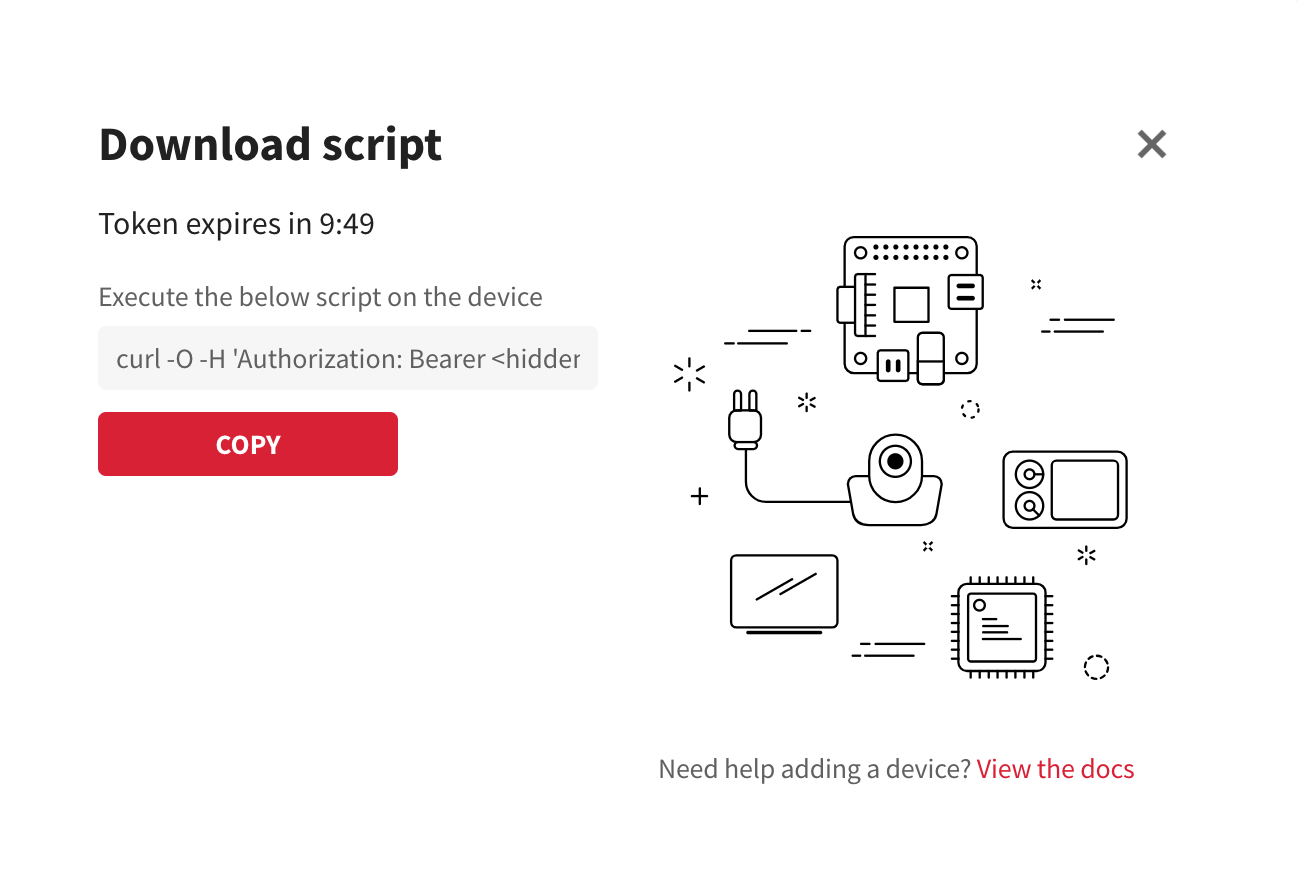 Download script
Token expires in 9:49
Execute the below script on the device
curl -O -H 'Authorization: Bearer <hidden
COPY
Need help adding a device? View the docs